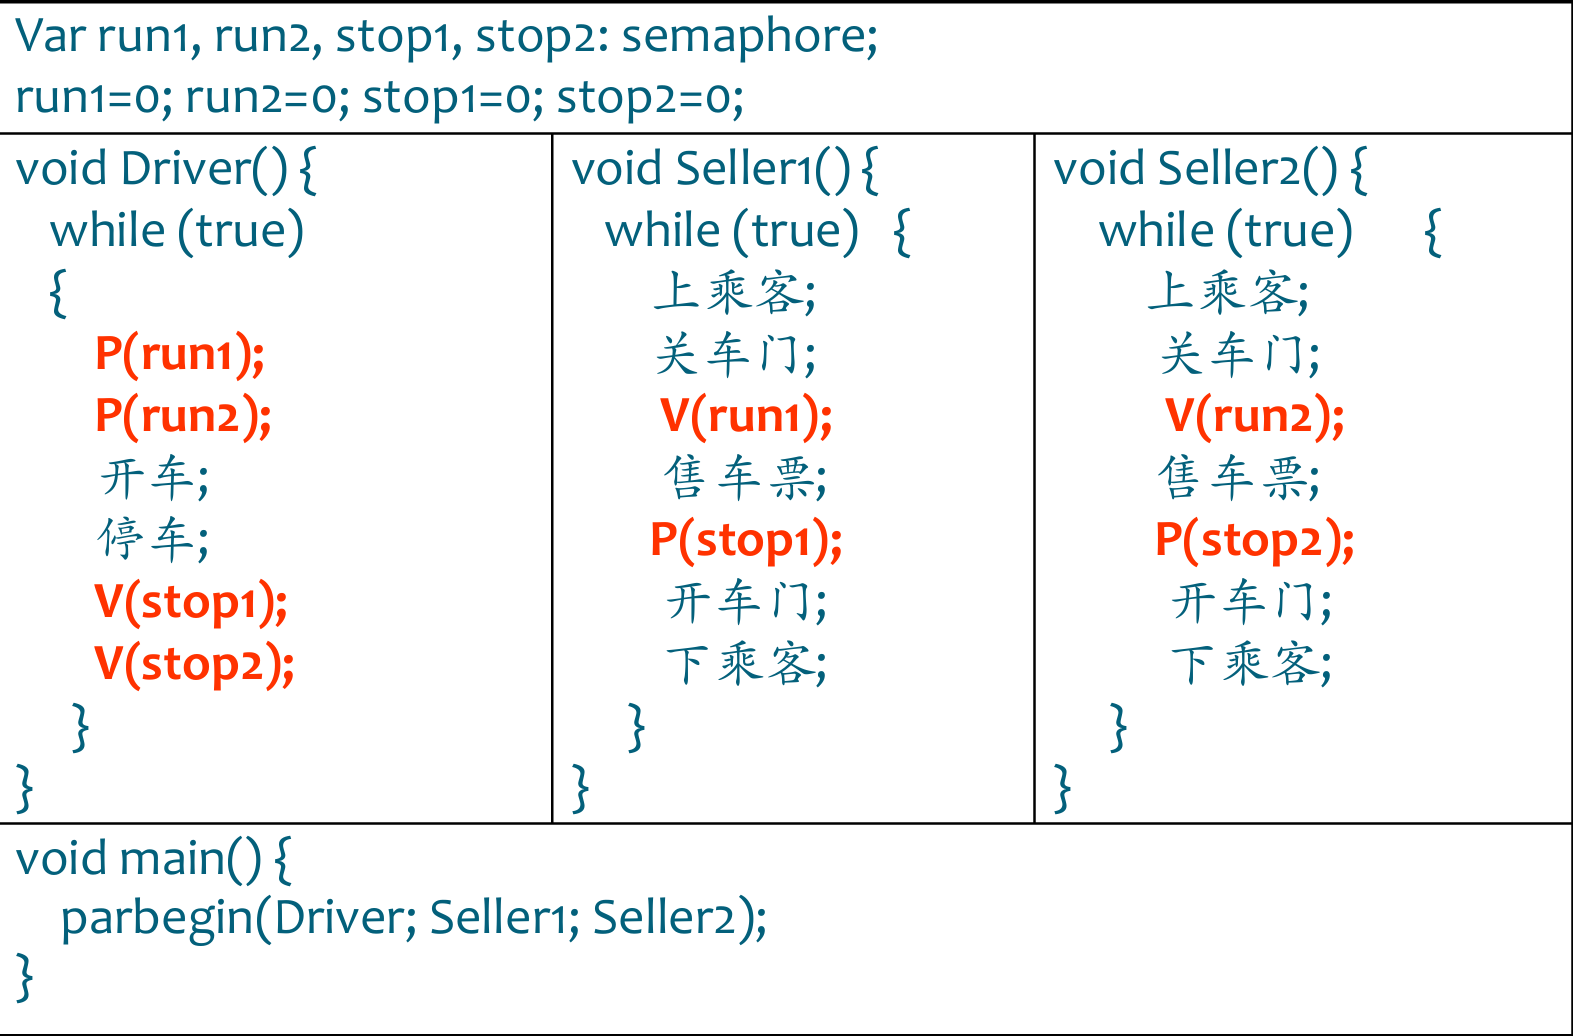 Var run1, run2, stop1, stop2: semaphore;
run1=0; run2=0; stop1=0; stop2=0;
void Driver() {
while (true)
{
P(run1);
P(run2);
开车;
停车;
V(stop1);
V(stop2);
}
}
void Seller1() {
while (true) {
上乘客;
关车门;
V(run1);
售车票;
P(stop1);
开车门;
下乘客;
}
}
void Seller2() {
while (true) {
上乘客;
关车门;
V(run2);
售车票;
P(stop2);
开车门;
下乘客;
}
}
void main() {
parbegin(Driver; Seller1; Seller2);
}